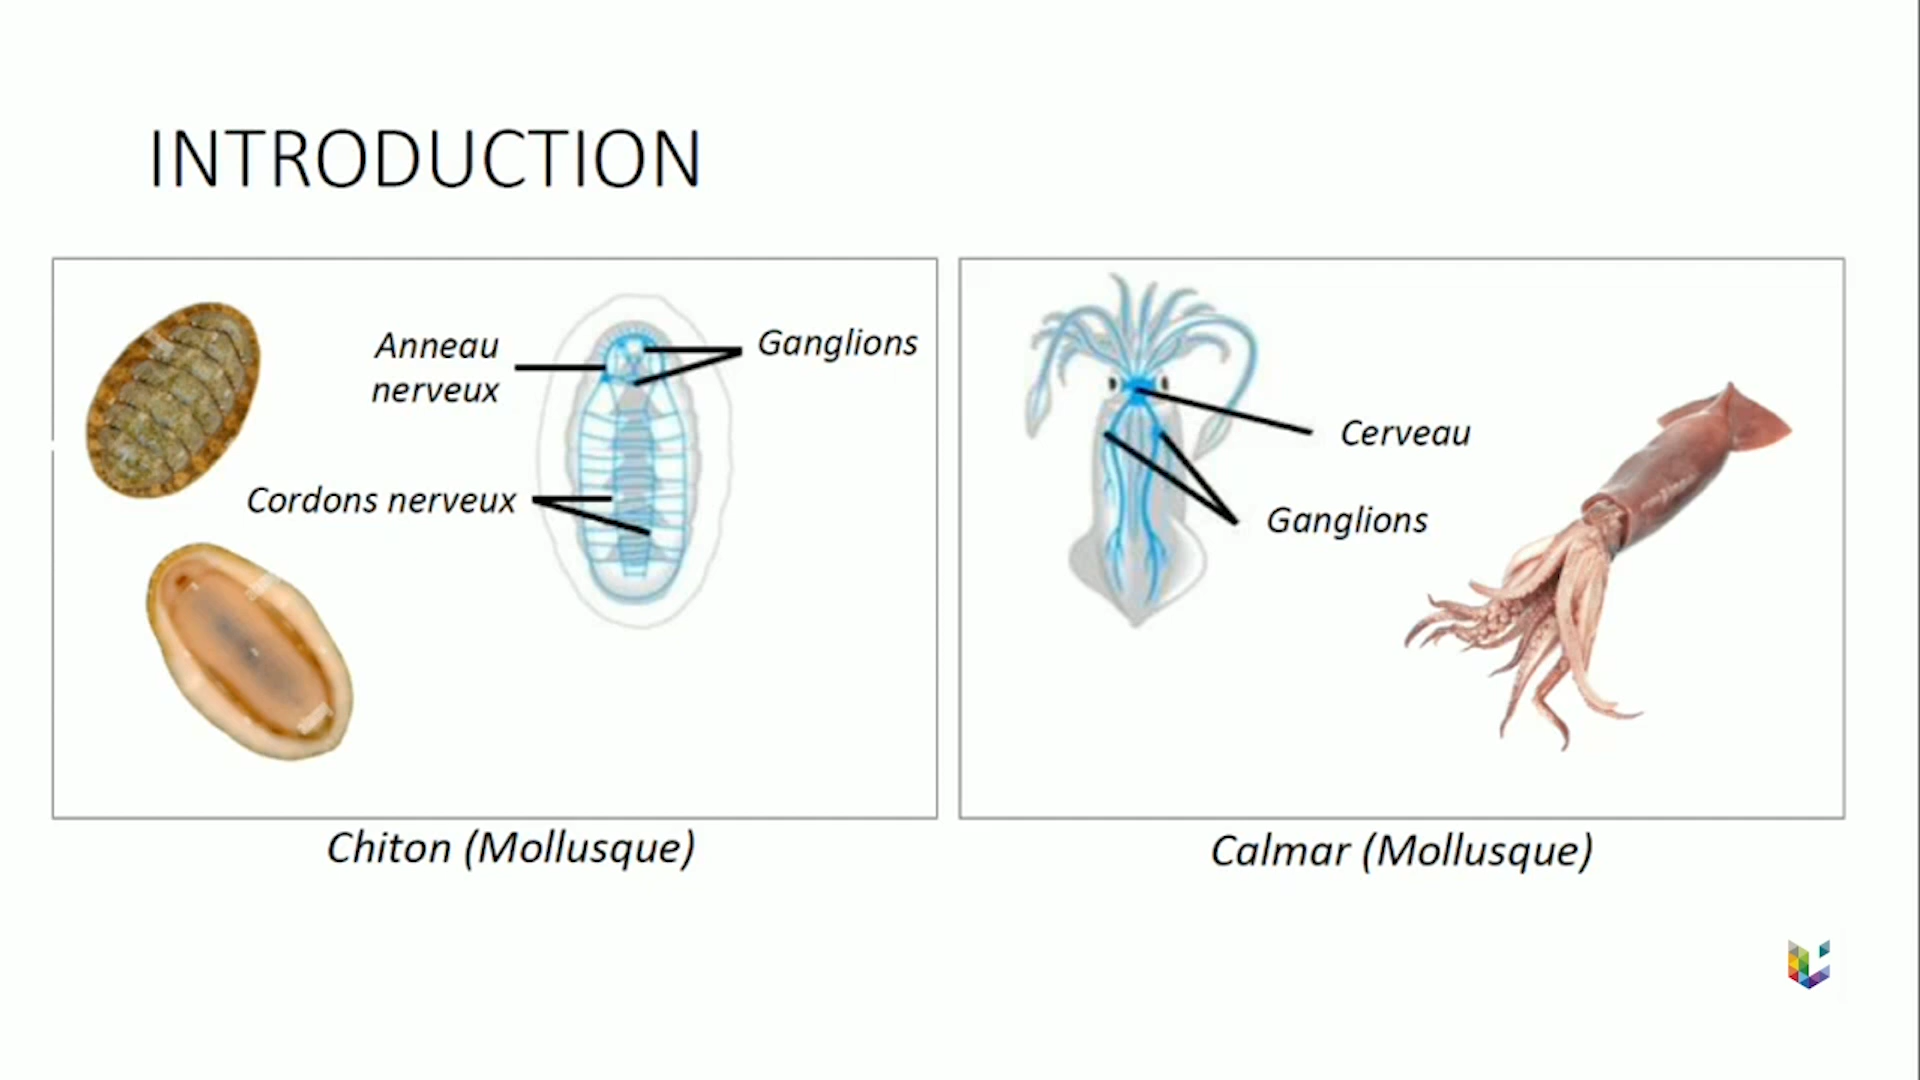 INTRODUCTION
Anneau
nerveux
Ganglions
Cordons nerveux
Chiton (Mollusque)
Cerveau
Ganglions
Calmar (Mollusque)